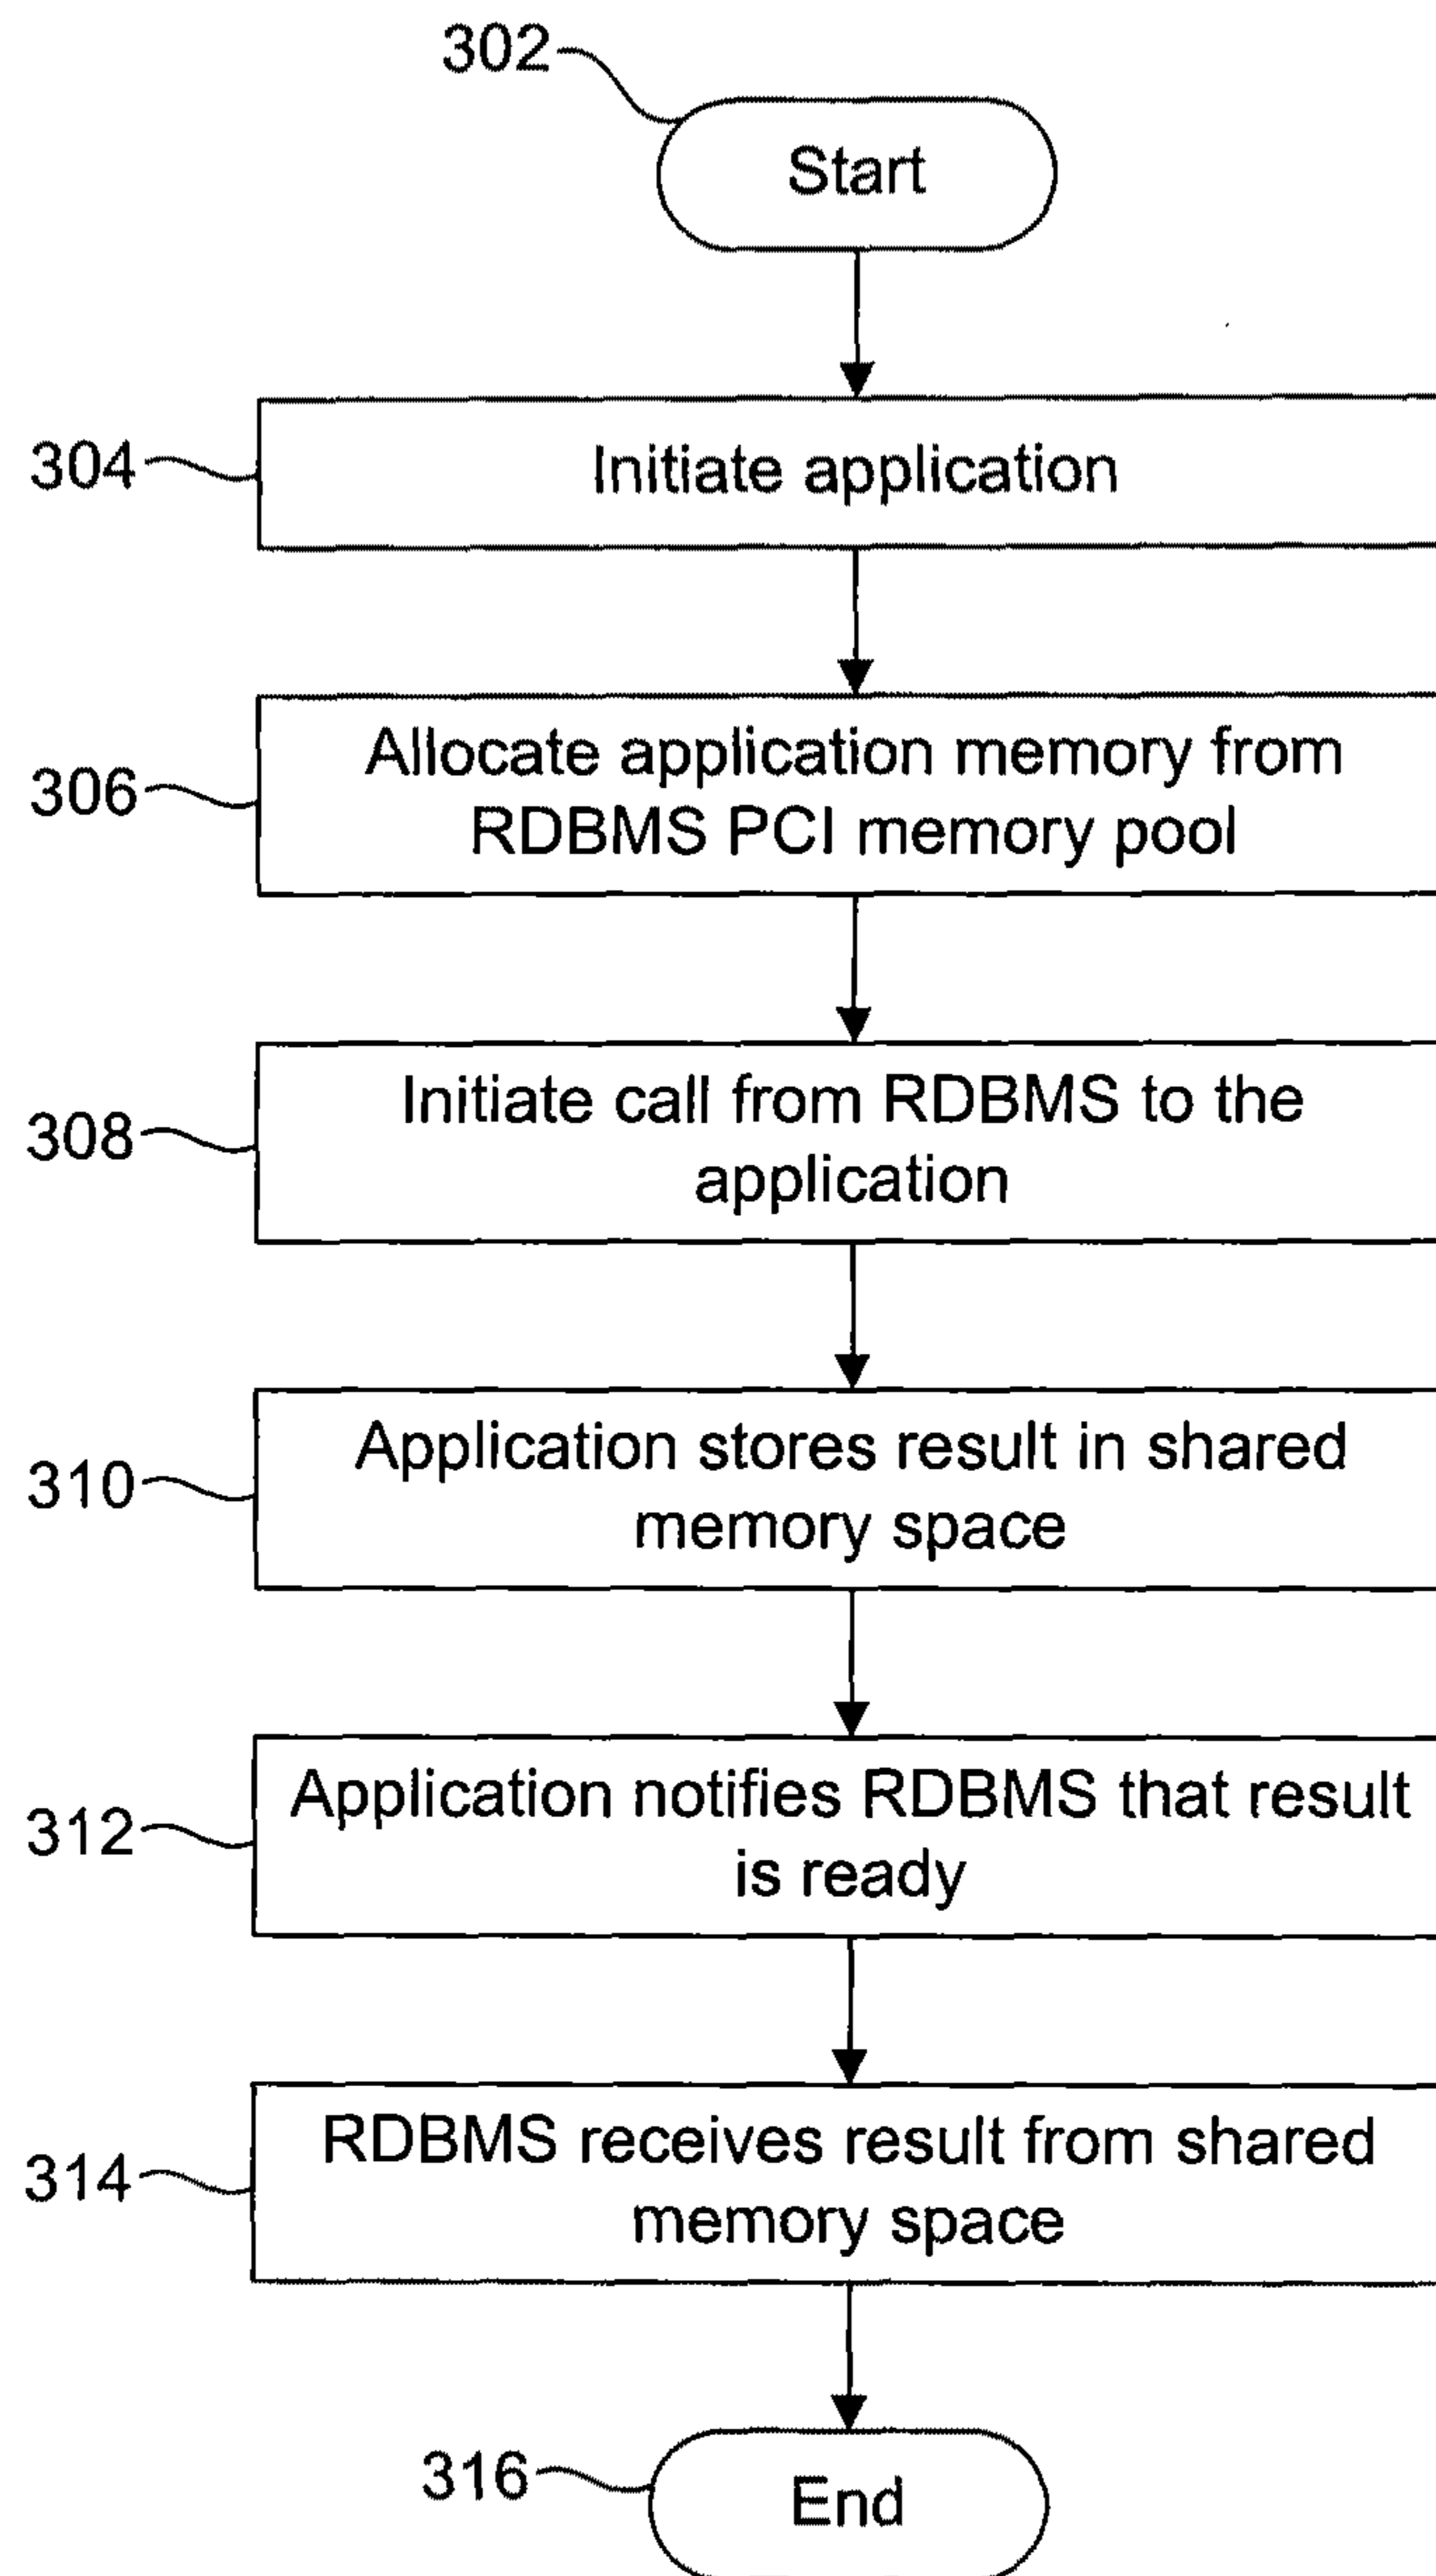 302
Start
304
Initiate application
306
Allocate application memory from
RDBMS PCI memory pool
308
Initiate call from RDBMS to the
application
310
Application stores result in shared
memory space
312
Application notifies RDBMS that result
is ready
314
RDBMS receives result from shared
memory space
316
End